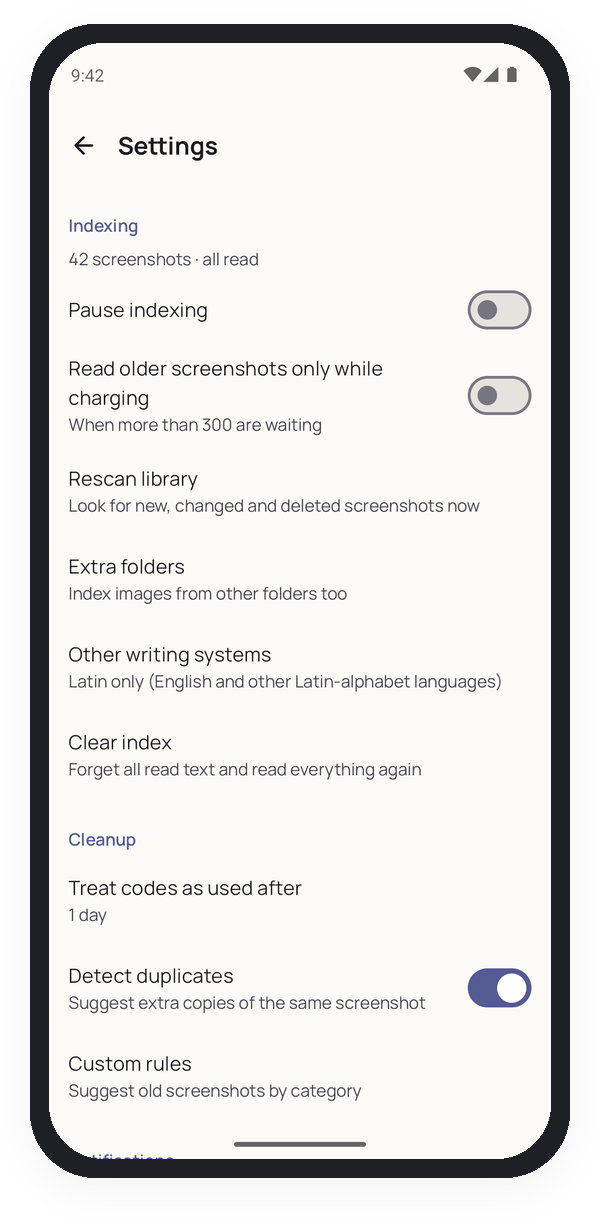 9:42
Settings
Indexing
42 screenshots · all read
Pause indexing
Read older screenshots only while
charging
When more than 300 are waiting
Rescan library
Look for new, changed and deleted screenshots now
Extra folders
Index images from other folders too
Other writing systems
Latin only (English and other Latin-alphabet languages)
Clear index
Forget all read text and read everything again
Cleanup
Treat codes as used after
1 day
Detect duplicates
Suggest extra copies of the same screenshot
Custom rules
Suggest old screenshots by category